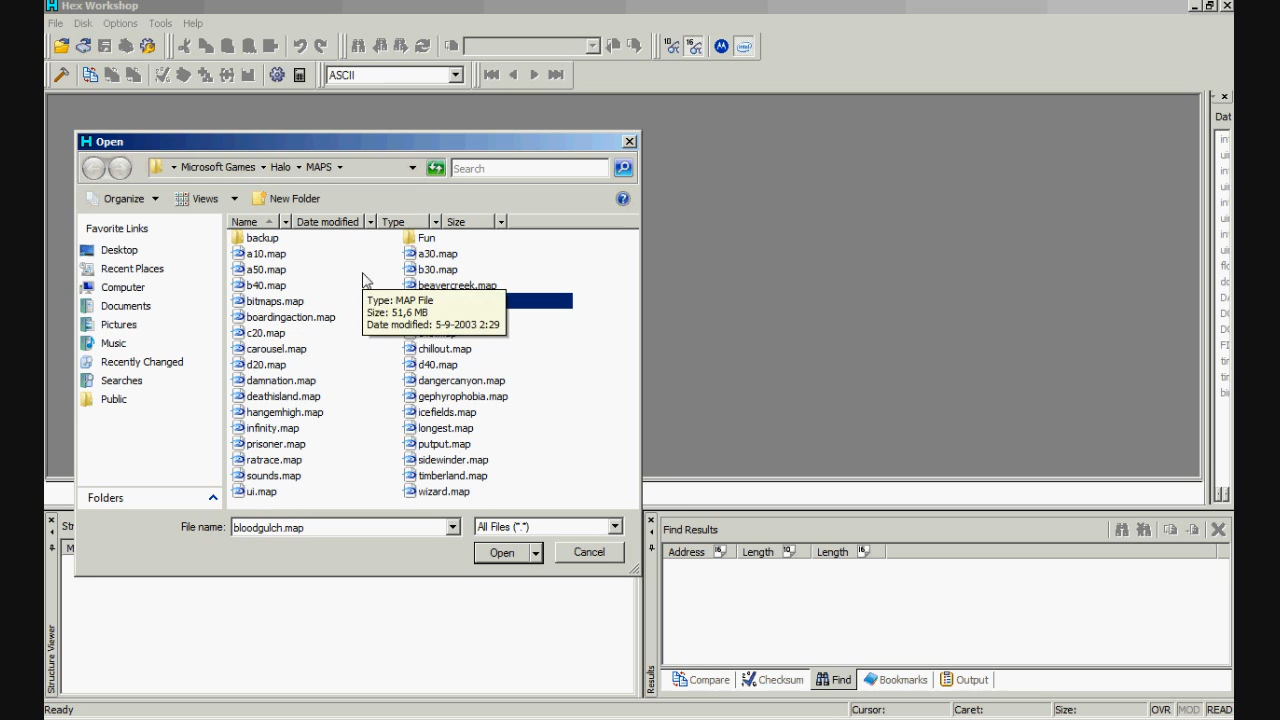 Hex Workshop
File Disk Options Tools Help
ASCII
Open
Microsoft Games Halo MAPS
Search
Organize Views New Folder
Favorite Links
Desktop
Recent Places
Computer
Documents
Pictures
Music
Recently Changed
Searches
Public
Folders
Name Date modified Type Size
backup Fun
a10.map a30.map
a50.map b30.map
b40.map beavercreek.map
bitmaps.map
boardingaction.map
c20.map
carousel.map chillout.map
d20.map d40.map
damnation.map dangercanyon.map
deathisland.map gephyrophobia.map
hangemhigh.map icefields.map
infinity.map longest.map
prisoner.map putput.map
ratrace.map sidewinder.map
sounds.map timberland.map
ui.map wizard.map
Type: MAP File
Size: 51,6 MB
Date modified: 5-9-2003 2:29
File name: bloodgulch.map All Files (*.*)
Open Cancel
Dat
Structure Viewer
Results
Find Results
Address 16 Length 10 Length 16
Compare Checksum Find Bookmarks Output
Ready Cursor: Caret: Size: OVR MOD READ